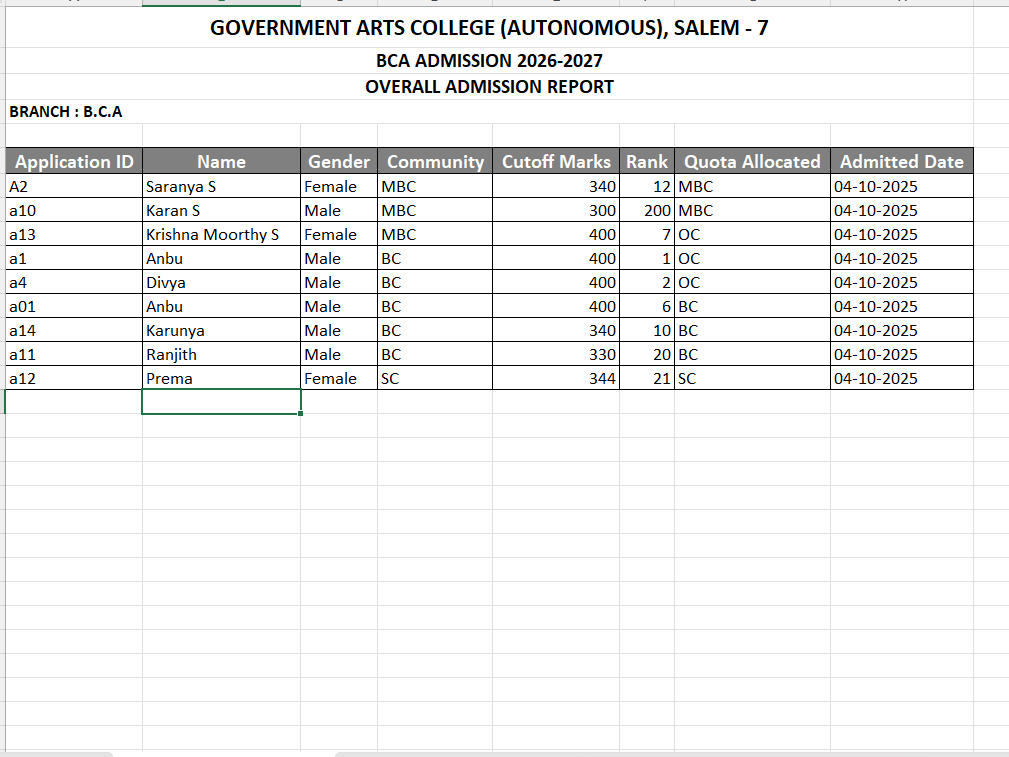 GOVERNMENT ARTS COLLEGE (AUTONOMOUS), SALEM - 7
BCA ADMISSION 2026-2027
OVERALL ADMISSION REPORT
BRANCH : B.C.A
Application ID Name Gender Community Cutoff Marks Rank Quota Allocated Admitted Date
A2 Saranya S Female MBC 340 12 MBC 04-10-2025
a10 Karan S Male MBC 300 200 MBC 04-10-2025
a13 Krishna Moorthy S Female MBC 400 7 OC 04-10-2025
a1 Anbu Male BC 400 1 OC 04-10-2025
a4 Divya Male BC 400 2 OC 04-10-2025
a01 Anbu Male BC 400 6 BC 04-10-2025
a14 Karunya Male BC 340 10 BC 04-10-2025
a11 Ranjith Male BC 330 20 BC 04-10-2025
a12 Prema Female SC 344 21 SC 04-10-2025